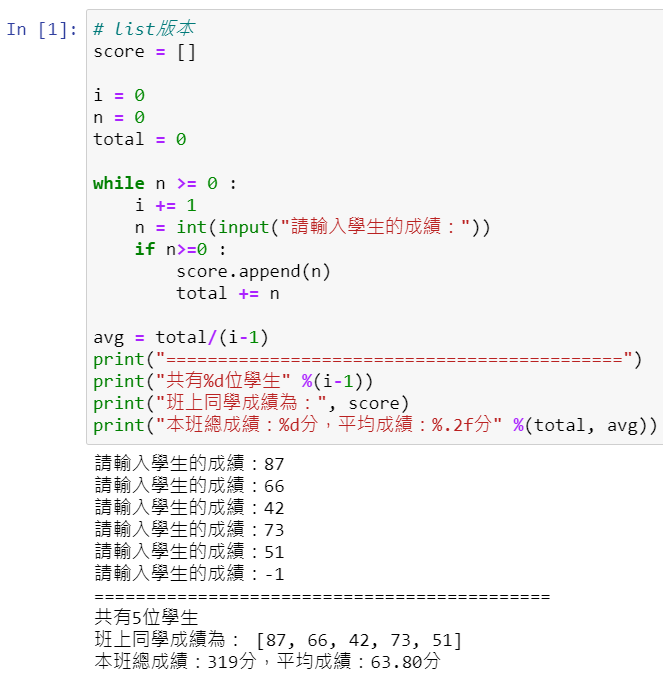 In [1]: # list版本
score = []
i = 0
n = 0
total = 0
while n >= 0 :
    i += 1
    n = int(input("請輸入學生的成績："))
    if n>=0 :
        score.append(n)
        total += n
avg = total/(i-1)
print("============================================")
print("共有%d位學生" %(i-1))
print("班上同學成績為：", score)
print("本班總成績：%d分，平均成績：%.2f分" %(total, avg))
請輸入學生的成績：87
請輸入學生的成績：66
請輸入學生的成績：42
請輸入學生的成績：73
請輸入學生的成績：51
請輸入學生的成績：-1
============================================
共有5位學生
班上同學成績為： [87, 66, 42, 73, 51]
本班總成績：319分，平均成績：63.80分